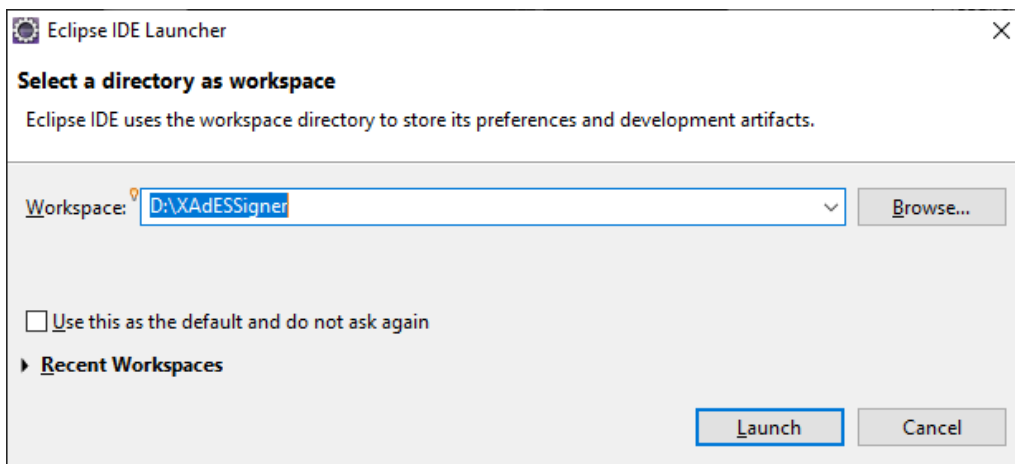 Eclipse IDE Launcher
Select a directory as workspace
Eclipse IDE uses the workspace directory to store its preferences and development artifacts.
Workspace: D:\XAdESSigner Browse...
Use this as the default and do not ask again
Recent Workspaces
Launch Cancel